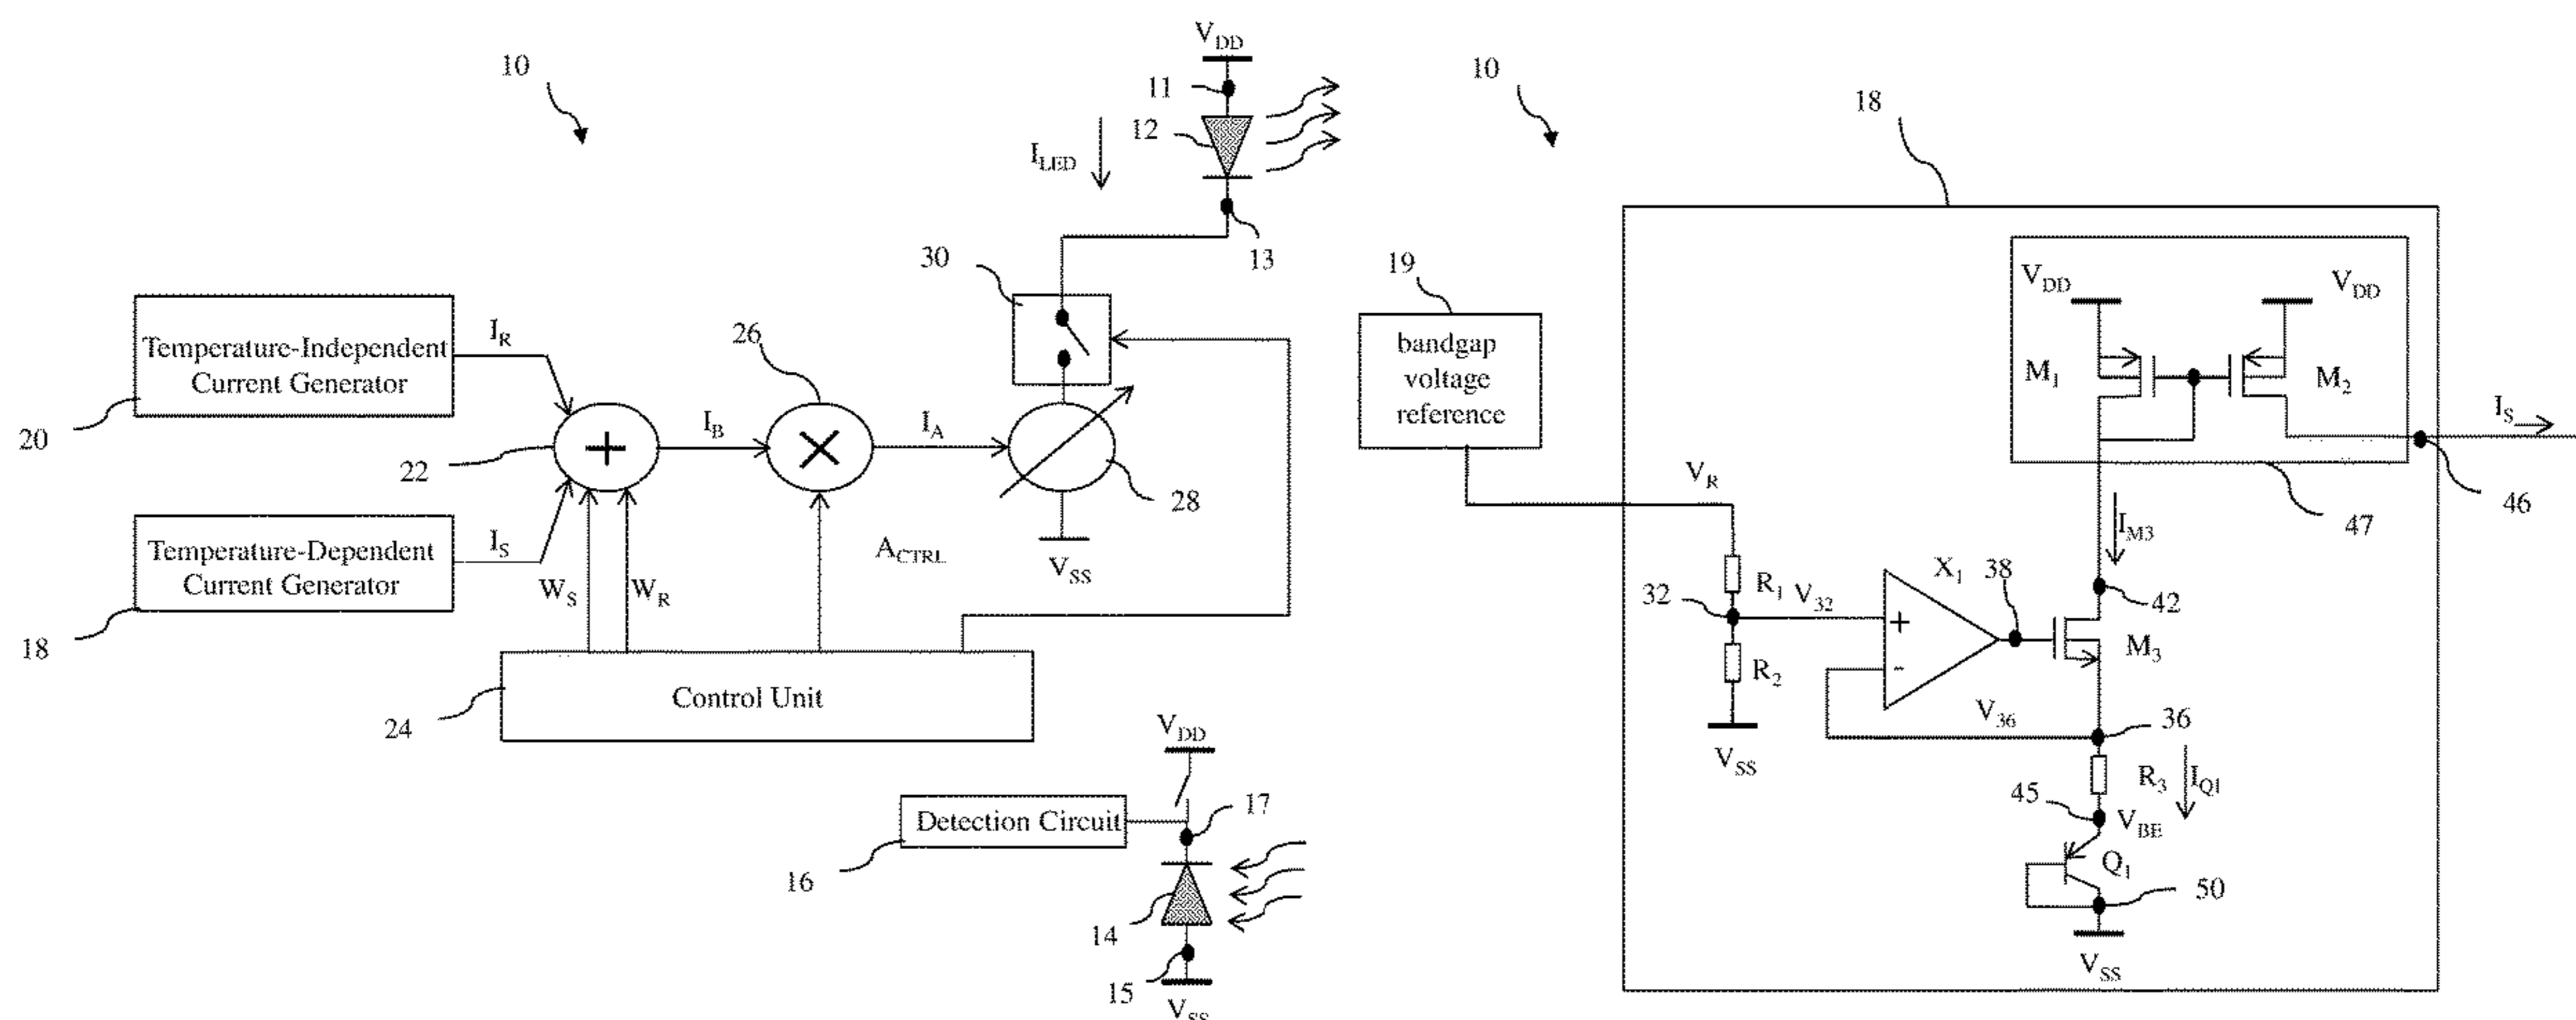 10
V_DD
11
12
I_LED
13
30
Temperature-Independent
Current Generator
20
I_R
26
22
I_B
I_A
28
V_SS
Temperature-Dependent
Current Generator
18
I_S
W_S
W_R
A_CTRL
Control Unit
24
V_DD
Detection Circuit
17
16
14
15
V_SS
10
18
19
bandgap
voltage
reference
V_DD
V_DD
M_1
M_2
I_S
46
47
V_R
I_M3
R_1
V_32
32
X_1
38
42
+
-
M_3
R_2
V_SS
V_36
36
R_3
I_Q1
45
V_BE
Q_1
50
V_SS